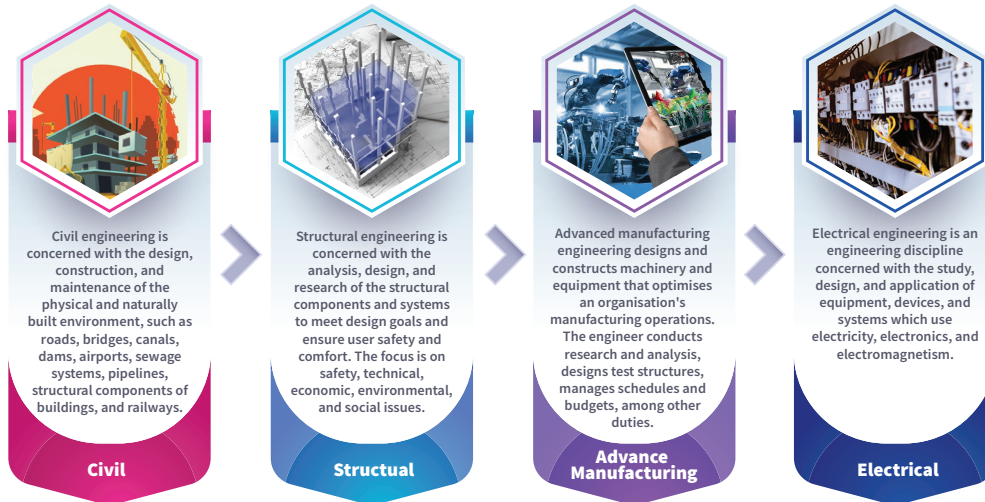 Civil engineering is
concerned with the design,
construction, and
maintenance of the
physical and naturally
built environment, such as
roads, bridges, canals,
dams, airports, sewage
systems, pipelines,
structural components of
buildings, and railways.
Civil
Structural engineering is
concerned with the
analysis, design, and
research of the structural
components and systems
to meet design goals and
ensure user safety and
comfort. The focus is on
safety, technical,
economic, environmental,
and social issues.
Structual
Advanced manufacturing
engineering designs and
constructs machinery and
equipment that optimises
an organisation's
manufacturing operations.
The engineer conducts
research and analysis,
designs test structures,
manages schedules and
budgets, among other
duties.
Advance
Manufacturing
Electrical engineering is an
engineering discipline
concerned with the study,
design, and application of
equipment, devices, and
systems which use
electricity, electronics, and
electromagnetism.
Electrical